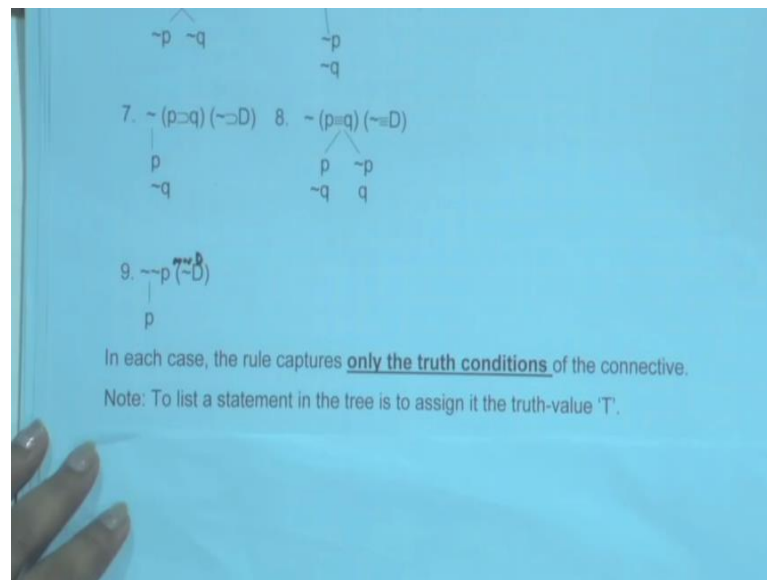 ~p ~q ~p
~q
7. ~ (p⊃q) (~⊃D) 8. ~ (p≡q) (~≡D)
p p ~p
~q ~q q
9. ~~p (~~D)
p
In each case, the rule captures only the truth conditions of the connective.
Note: To list a statement in the tree is to assign it the truth-value 'T'.